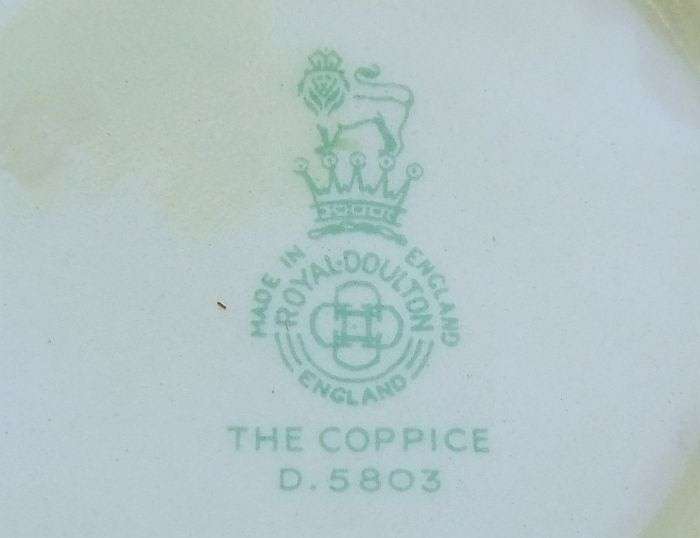 MADE IN ENGLAND
ROYAL·DOULTON
ENGLAND
THE COPPICE
D.5803